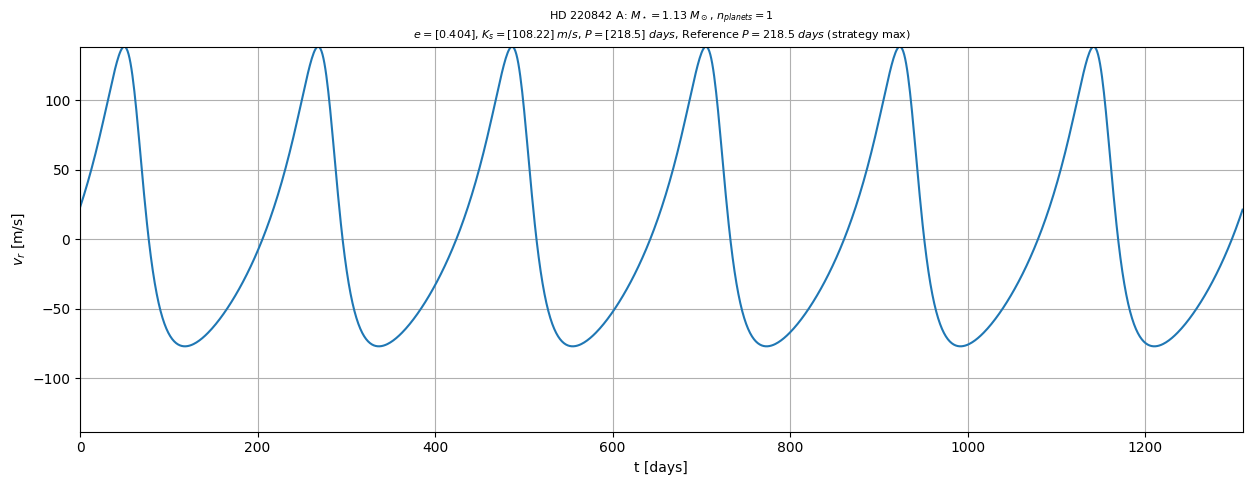 HD 220842 A: $M_\star = 1.13\ M_\odot$, $n_{planets} = 1$
$e = [0.404]$, $K_s = [108.22]\ m/s$, $P = [218.5]\ days$, Reference $P = 218.5\ days$ (strategy max)
100
50
0
−50
−100
$v_r$ [m/s]
0 200 400 600 800 1000 1200
t [days]